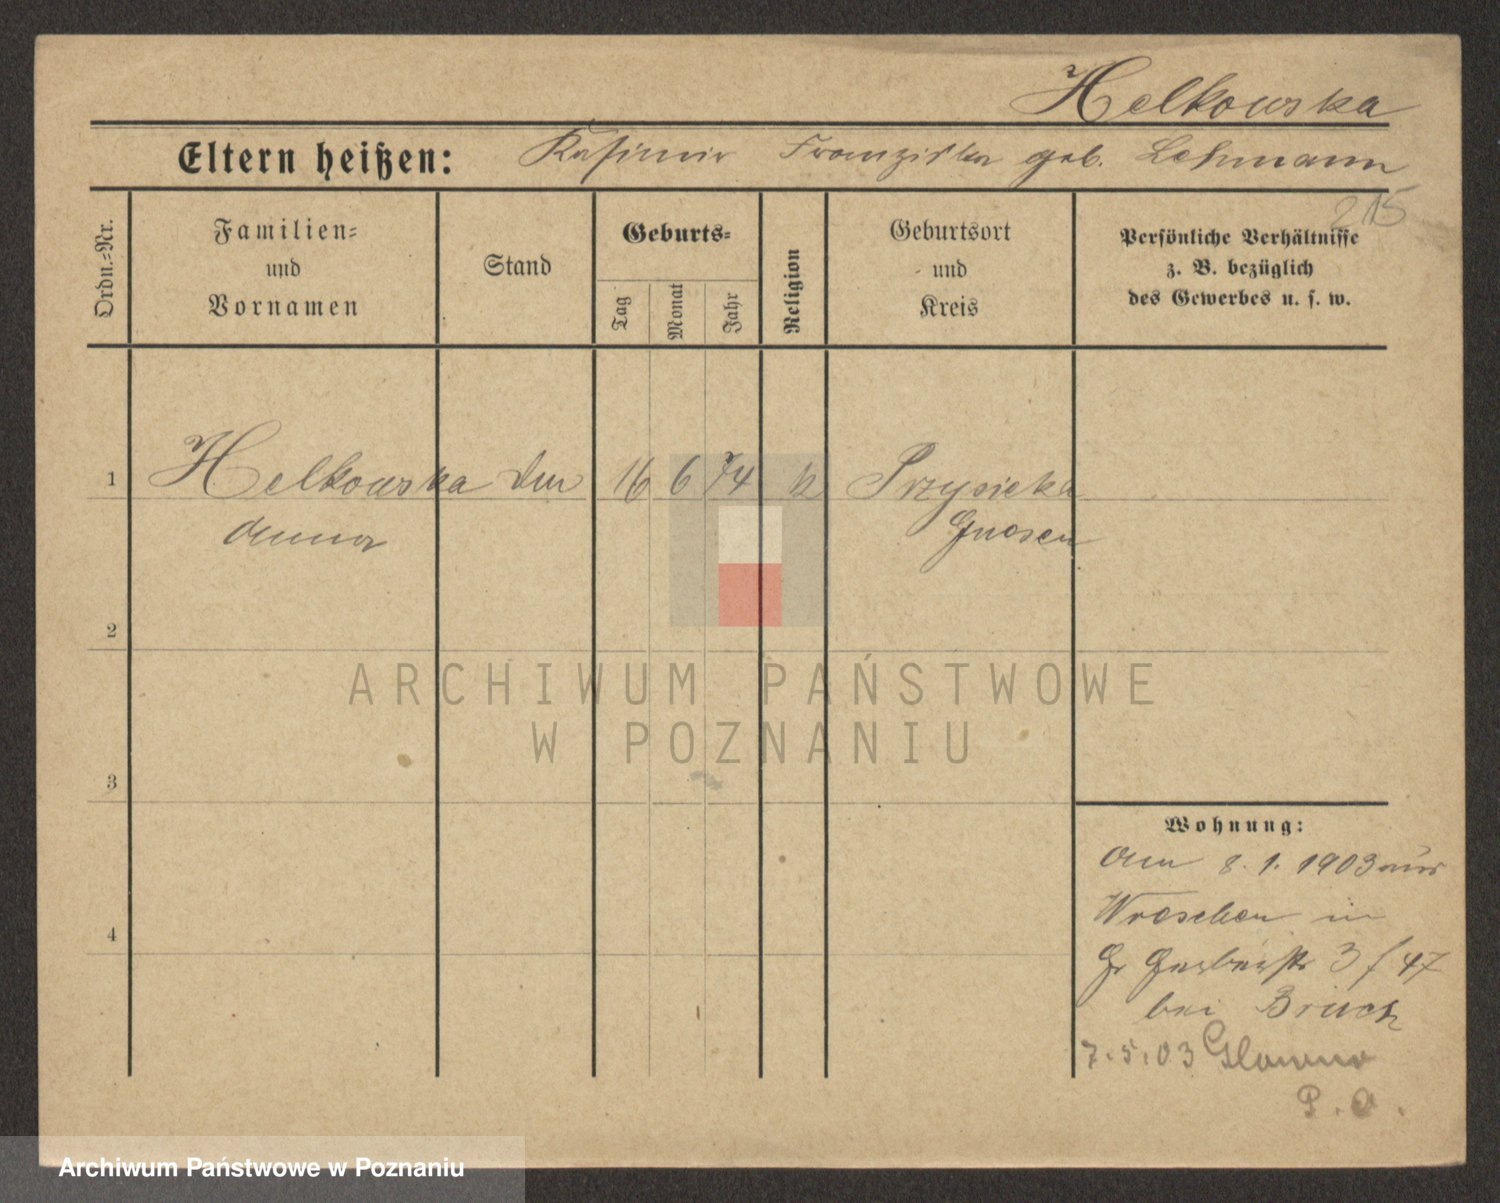 Helkowska
Eltern heißen: Kasimir Franziska geb. Lehmann
215
Ordn.=Nr.
Familien=
und
Vornamen
Stand
Geburts=
Tag
Monat
Jahr
Religion
Geburtsort
und
Kreis
Persönliche Verhältnisse
z. B. bezüglich
des Gewerbes u. s. w.
1 Helkowska 16 6 74 k Przysieka
Anna Gnesen
2
3
4
Wohnung:
Am 8. 1. 1903 aus
Wreschen in
Gr Gerberstr 3 / 47
bei Bruch
7.5.03 Glowno
P. O.
ARCHIWUM PAŃSTWOWE
W POZNANIU
Archiwum Państwowe w Poznaniu